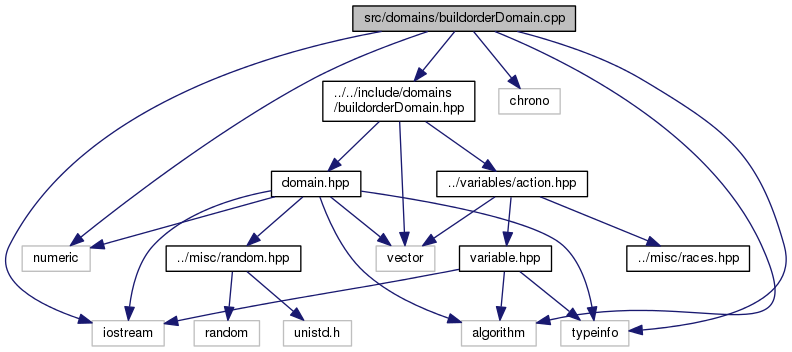 src/domains/buildorderDomain.cpp
../../include/domains
/buildorderDomain.hpp
chrono
domain.hpp
../variables/action.hpp
numeric
../misc/random.hpp
vector
variable.hpp
../misc/races.hpp
iostream
random
unistd.h
algorithm
typeinfo